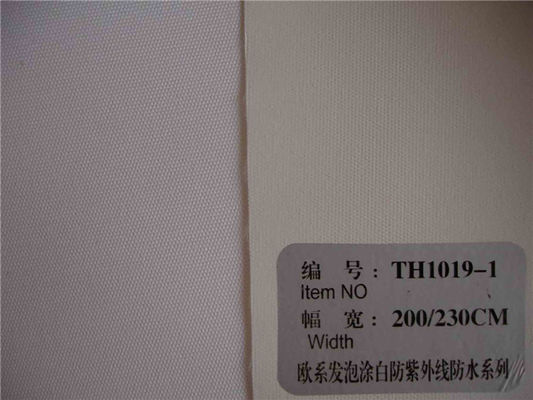 编 号：TH1019-1
Item NO
幅 宽：200/230CM
Width
欧系发泡涂白防紫外线防水系列